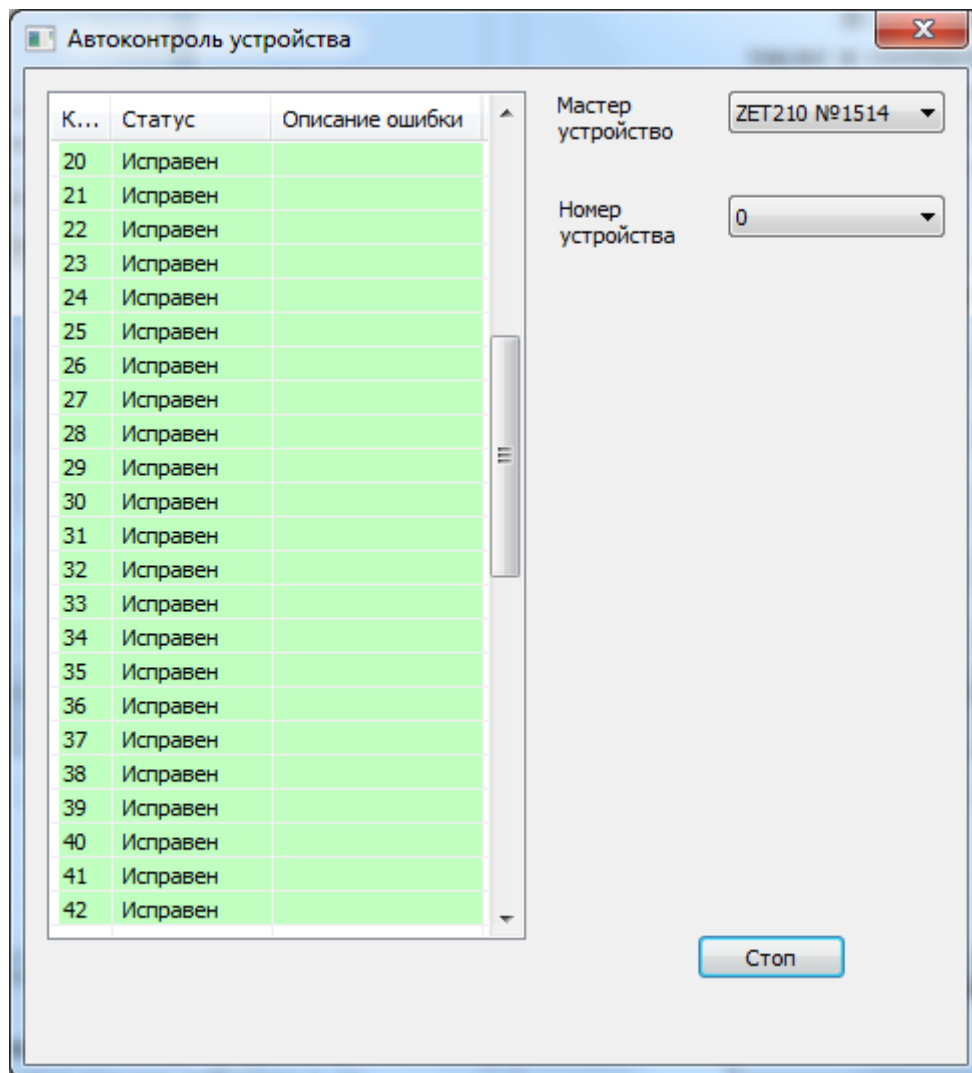 Автоконтроль устройства
К... Статус Описание ошибки
20 Исправен
21 Исправен
22 Исправен
23 Исправен
24 Исправен
25 Исправен
26 Исправен
27 Исправен
28 Исправен
29 Исправен
30 Исправен
31 Исправен
32 Исправен
33 Исправен
34 Исправен
35 Исправен
36 Исправен
37 Исправен
38 Исправен
39 Исправен
40 Исправен
41 Исправен
42 Исправен
Мастер
устройство
ZET210 №1514
Номер
устройства
0
Стоп